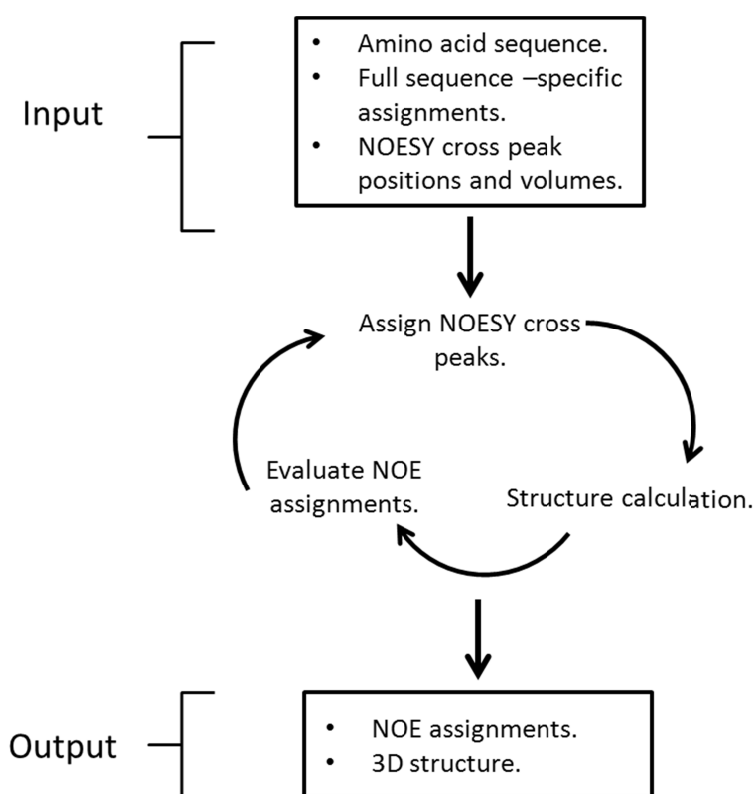 Input
• Amino acid sequence.
• Full sequence –specific
assignments.
• NOESY cross peak
positions and volumes.
Assign NOESY cross
peaks.
Evaluate NOE
assignments.
Structure calculation.
Output
• NOE assignments.
• 3D structure.